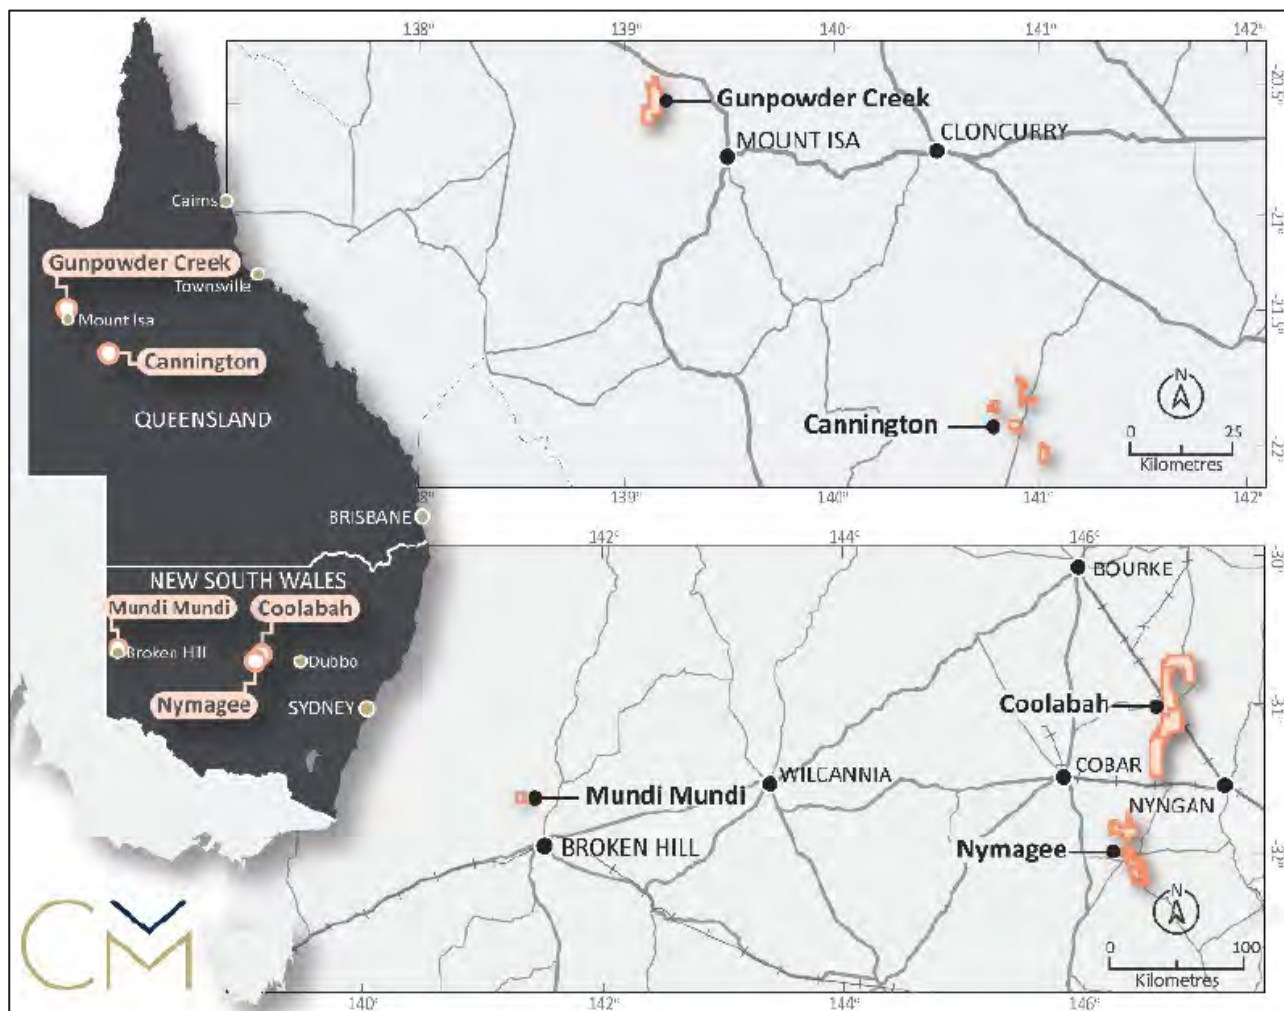 138°
139°
140°
141°
142°
-20.5°
Gunpowder Creek
MOUNT ISA
CLONCURRY
Cairns
-21°
Gunpowder Creek
Townsville
Mount Isa
-21.5°
Cannington
QUEENSLAND
Cannington
N
0 25
Kilometres
-22°
138°
139°
140°
141°
142°
BRISBANE
142°
144°
146°
-30°
NEW SOUTH WALES
BOURKE
Mundi Mundi
Coolabah
Broken Hill
Dubbo
Nymagee
SYDNEY
Coolabah
-31°
WILCANNIA
COBAR
Mundi Mundi
NYNGAN
BROKEN HILL
Nymagee
-32°
N
CMM
0 100
Kilometres
140°
142°
144°
146°